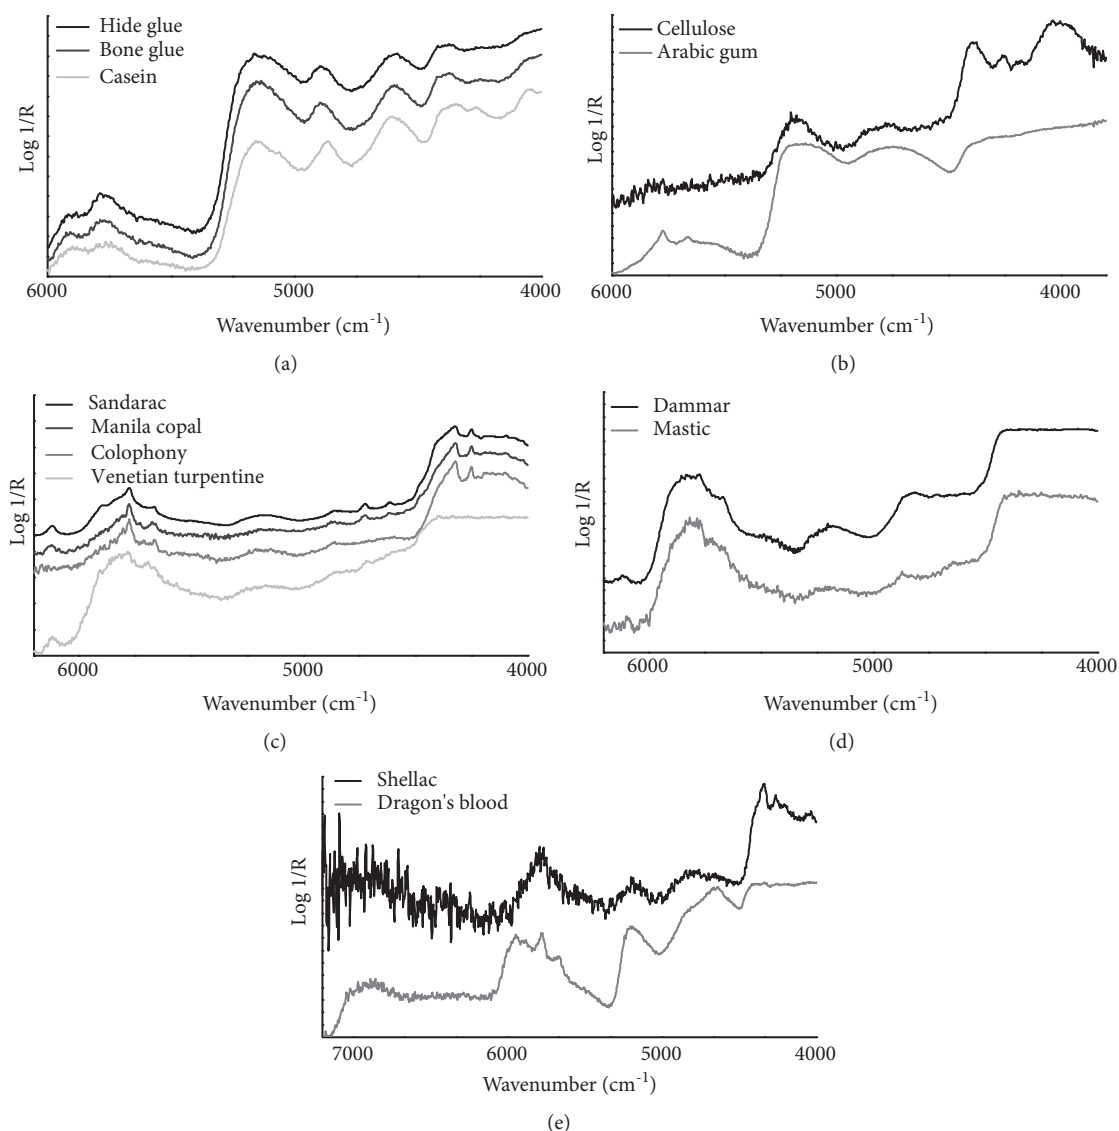 Hide glue
Bone glue
Casein
Log 1/R
6000 5000 4000
Wavenumber (cm-1)
(a)
Cellulose
Arabic gum
Log 1/R
6000 5000 4000
Wavenumber (cm-1)
(b)
Sandarac
Manila copal
Colophony
Venetian turpentine
Log 1/R
6000 5000 4000
Wavenumber (cm-1)
(c)
Dammar
Mastic
Log 1/R
6000 5000 4000
Wavenumber (cm-1)
(d)
Shellac
Dragon's blood
Log 1/R
7000 6000 5000 4000
Wavenumber (cm-1)
(e)